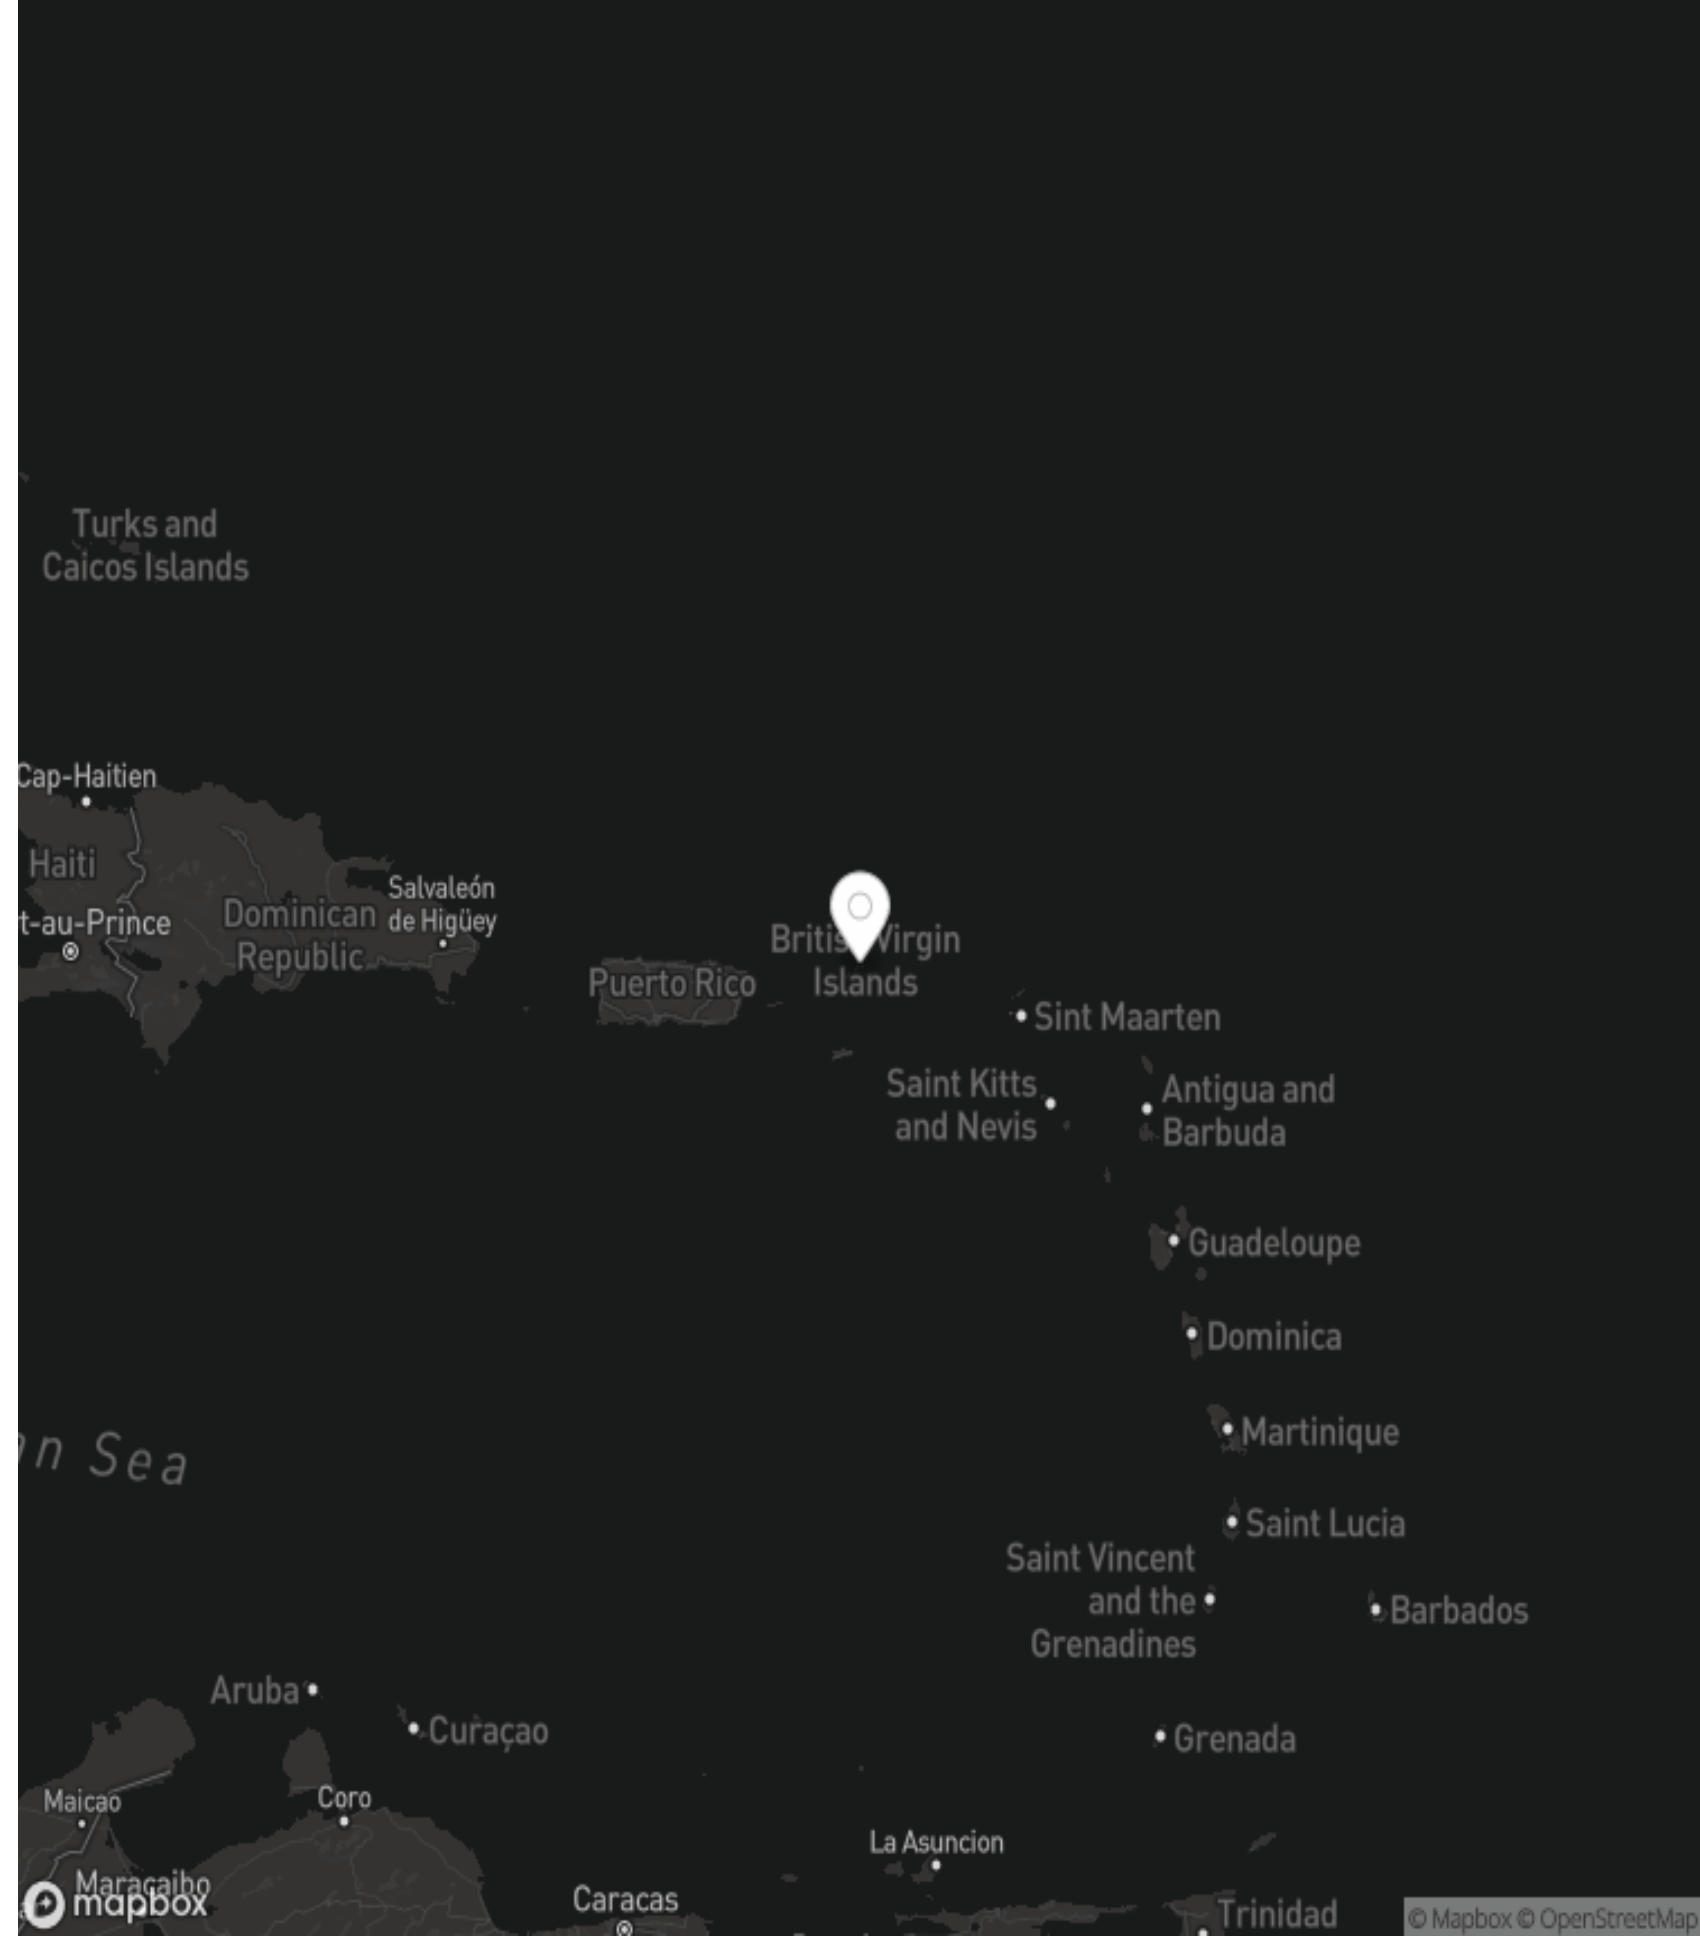 Turks and
Caicos Islands
Cap-Haitien
Haiti
Salvaleón
de Higüey
Dominican
Republic
t-au-Prince
Puerto Rico
British Virgin
Islands
Sint Maarten
Saint Kitts
and Nevis
Antigua and
Barbuda
Guadeloupe
Dominica
Martinique
n Sea
Saint Lucia
Saint Vincent
and the
Grenadines
Barbados
Aruba
Curaçao
Grenada
Maicao
Coro
La Asuncion
Maracaibo
mapbox
Caracas
Trinidad
© Mapbox © OpenStreetMap